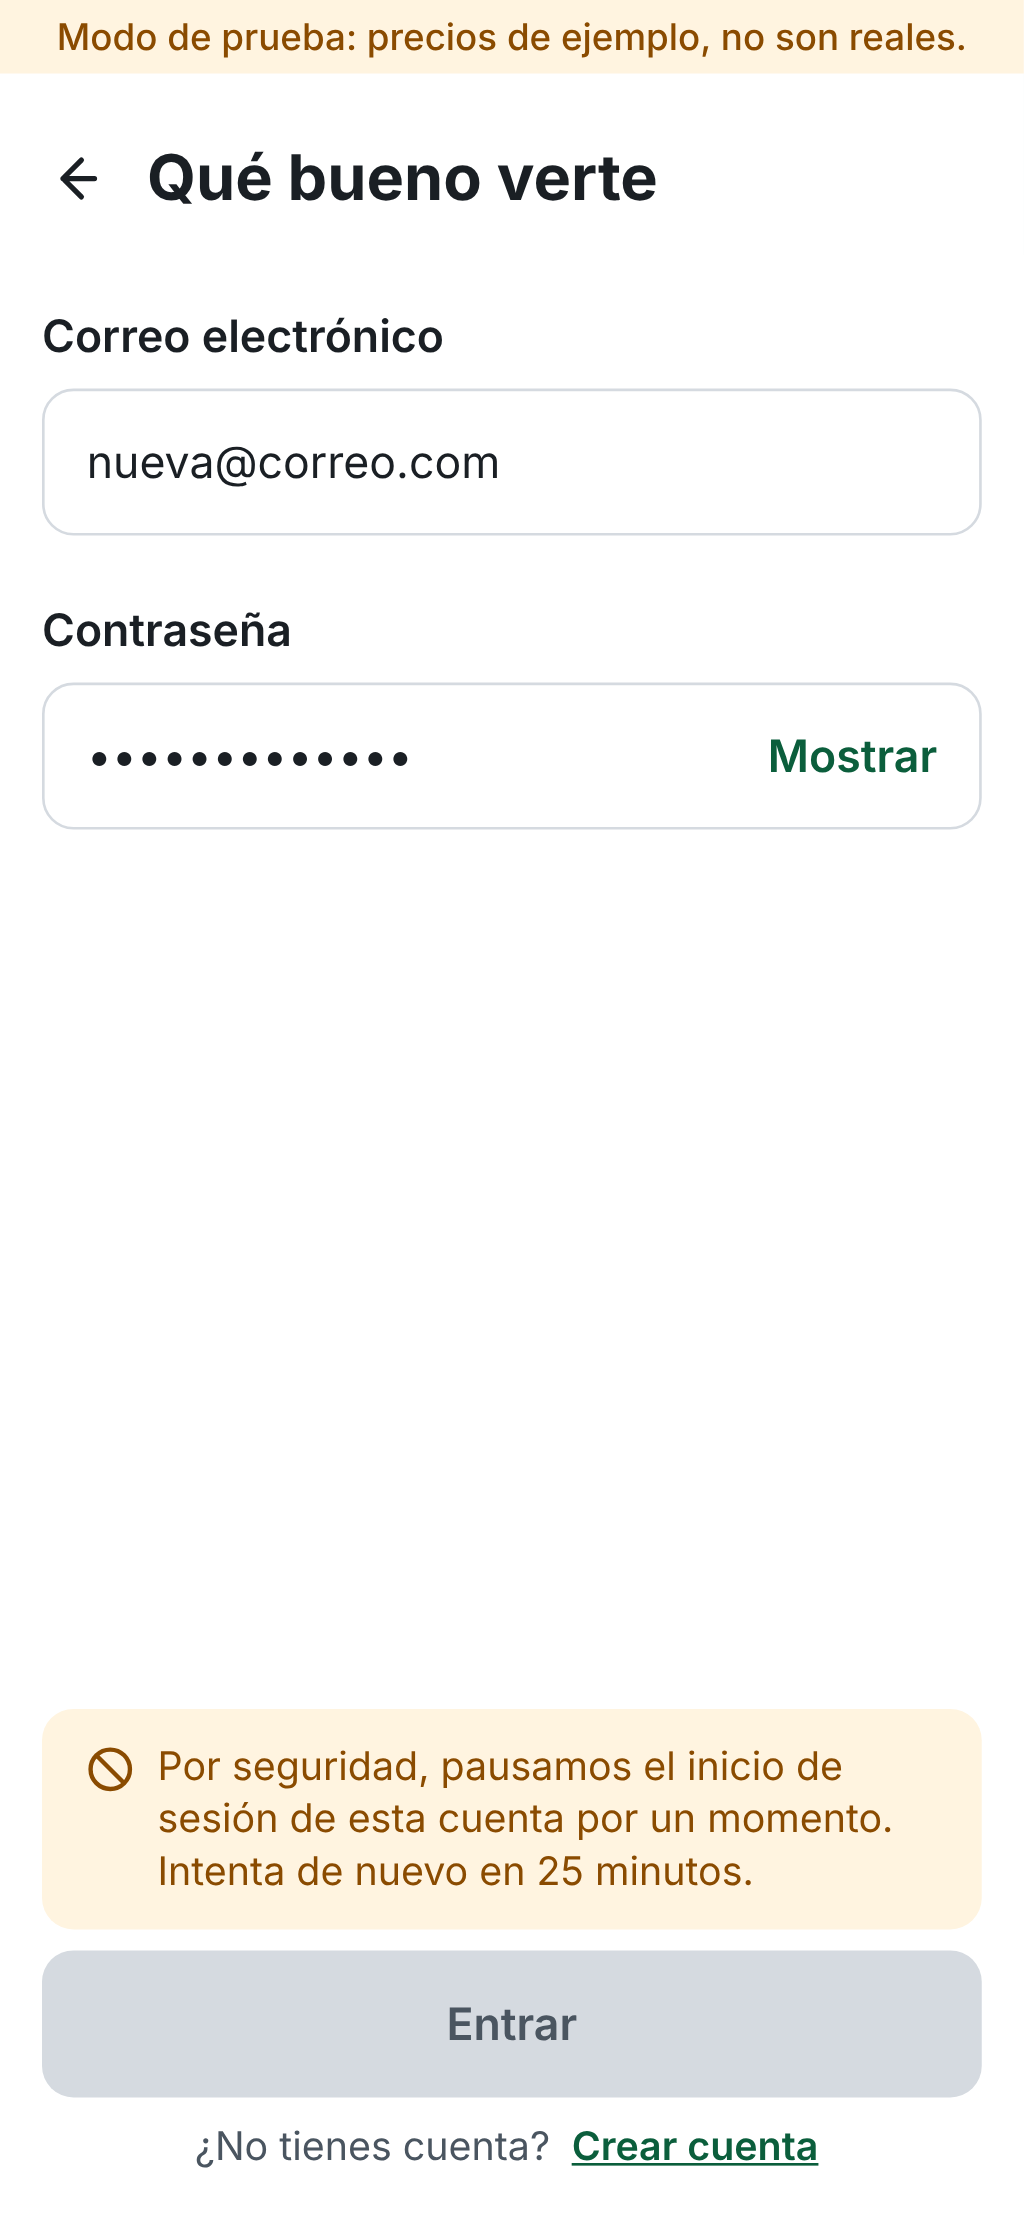 Modo de prueba: precios de ejemplo, no son reales.
Qué bueno verte
Correo electrónico
nueva@correo.com
Contraseña
•••••••••••••
Mostrar
Por seguridad, pausamos el inicio de
sesión de esta cuenta por un momento.
Intenta de nuevo en 25 minutos.
Entrar
¿No tienes cuenta? Crear cuenta